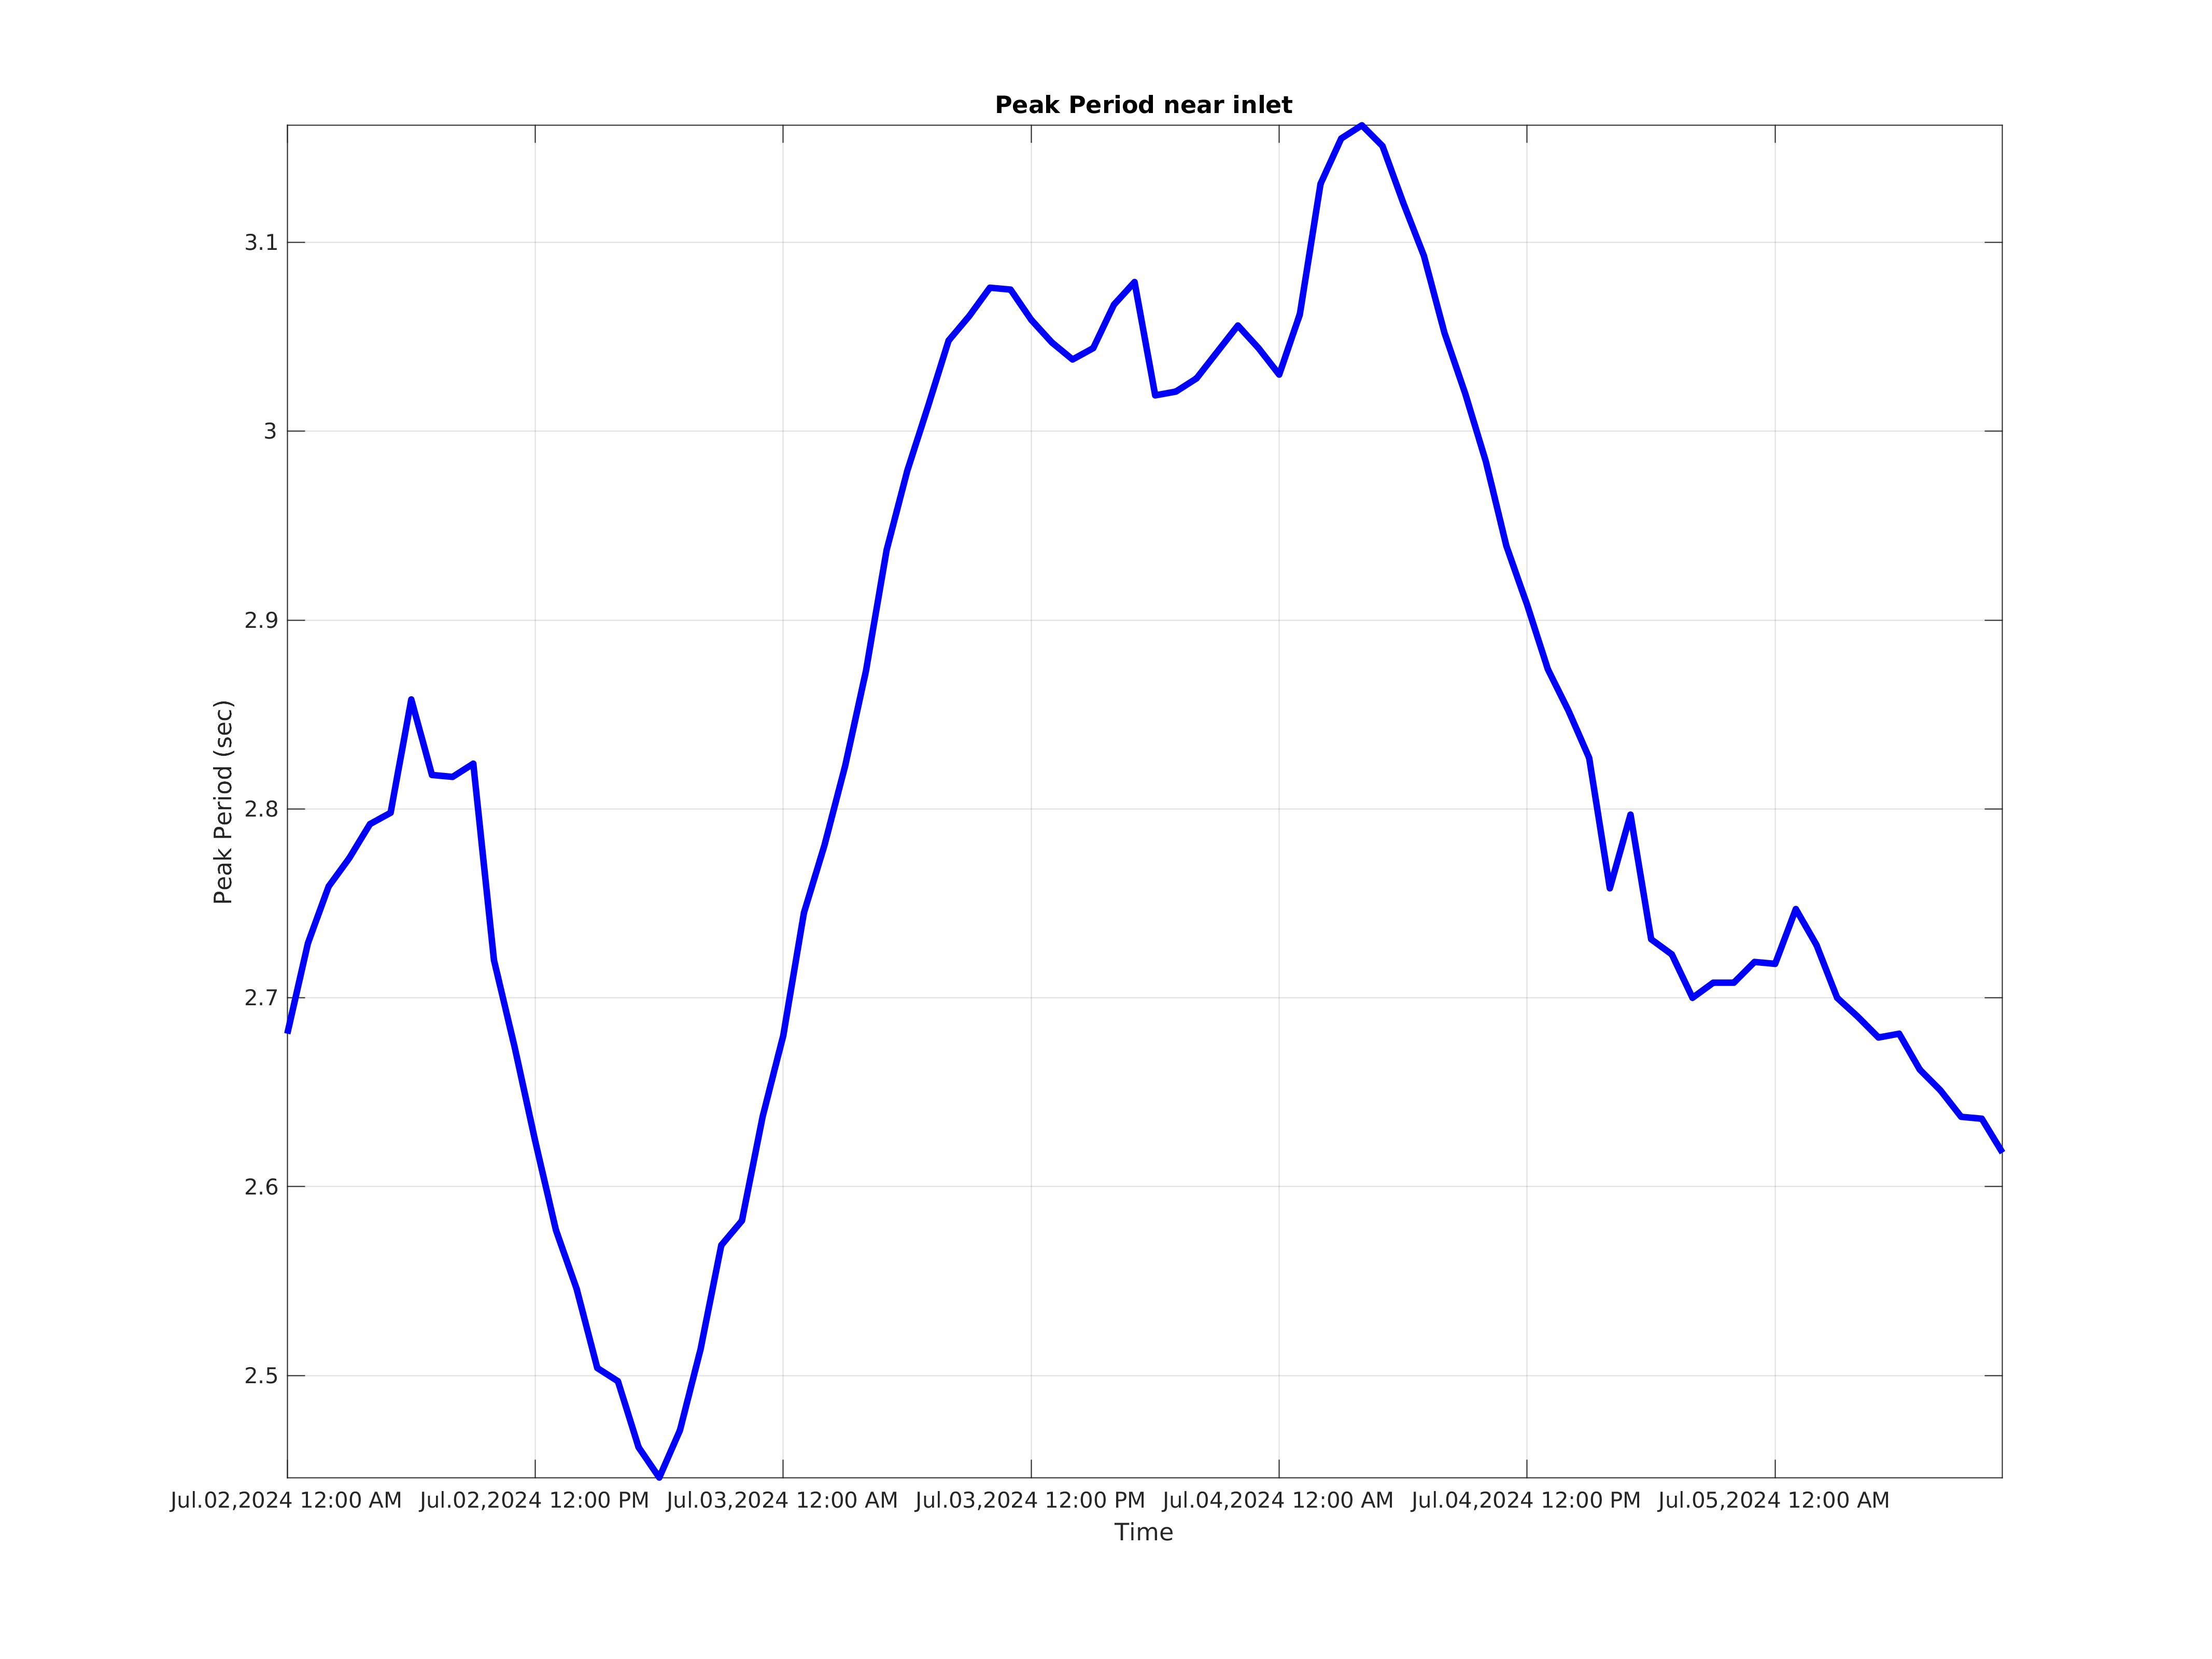 Peak Period near inlet
3.1
3
2.9
2.8
2.7
2.6
2.5
Peak Period (sec)
Jul.02,2024 12:00 AM Jul.02,2024 12:00 PM Jul.03,2024 12:00 AM Jul.03,2024 12:00 PM Jul.04,2024 12:00 AM Jul.04,2024 12:00 PM Jul.05,2024 12:00 AM
Time